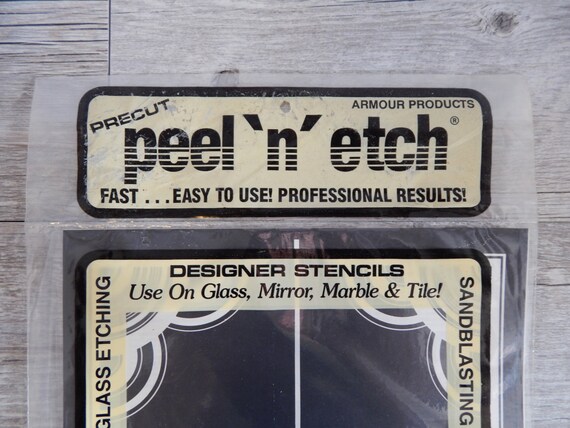 PRECUT
ARMOUR PRODUCTS
peel 'n' etch®
FAST ... EASY TO USE! PROFESSIONAL RESULTS!
DESIGNER STENCILS
Use On Glass, Mirror, Marble & Tile!
GLASS ETCHING
SANDBLASTING